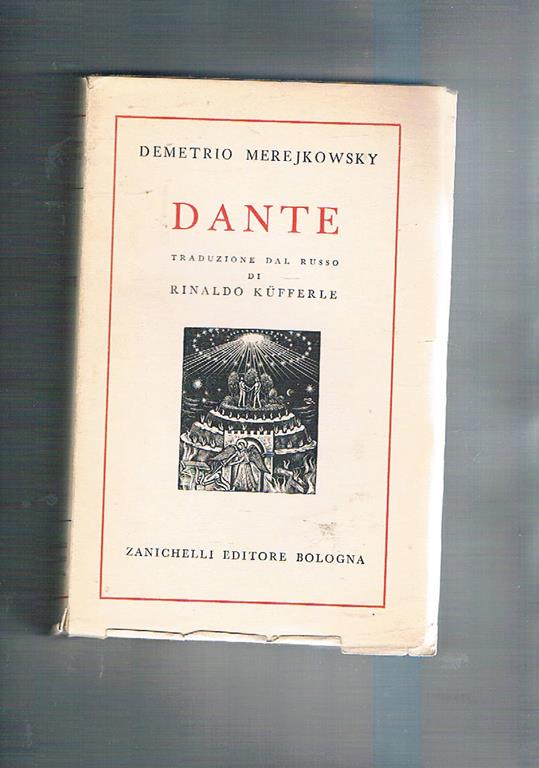 DEMETRIO MEREJKOWSKY
DANTE
TRADUZIONE DAL RUSSO
DI
RINALDO KÜFFERLE
ZANICHELLI EDITORE BOLOGNA